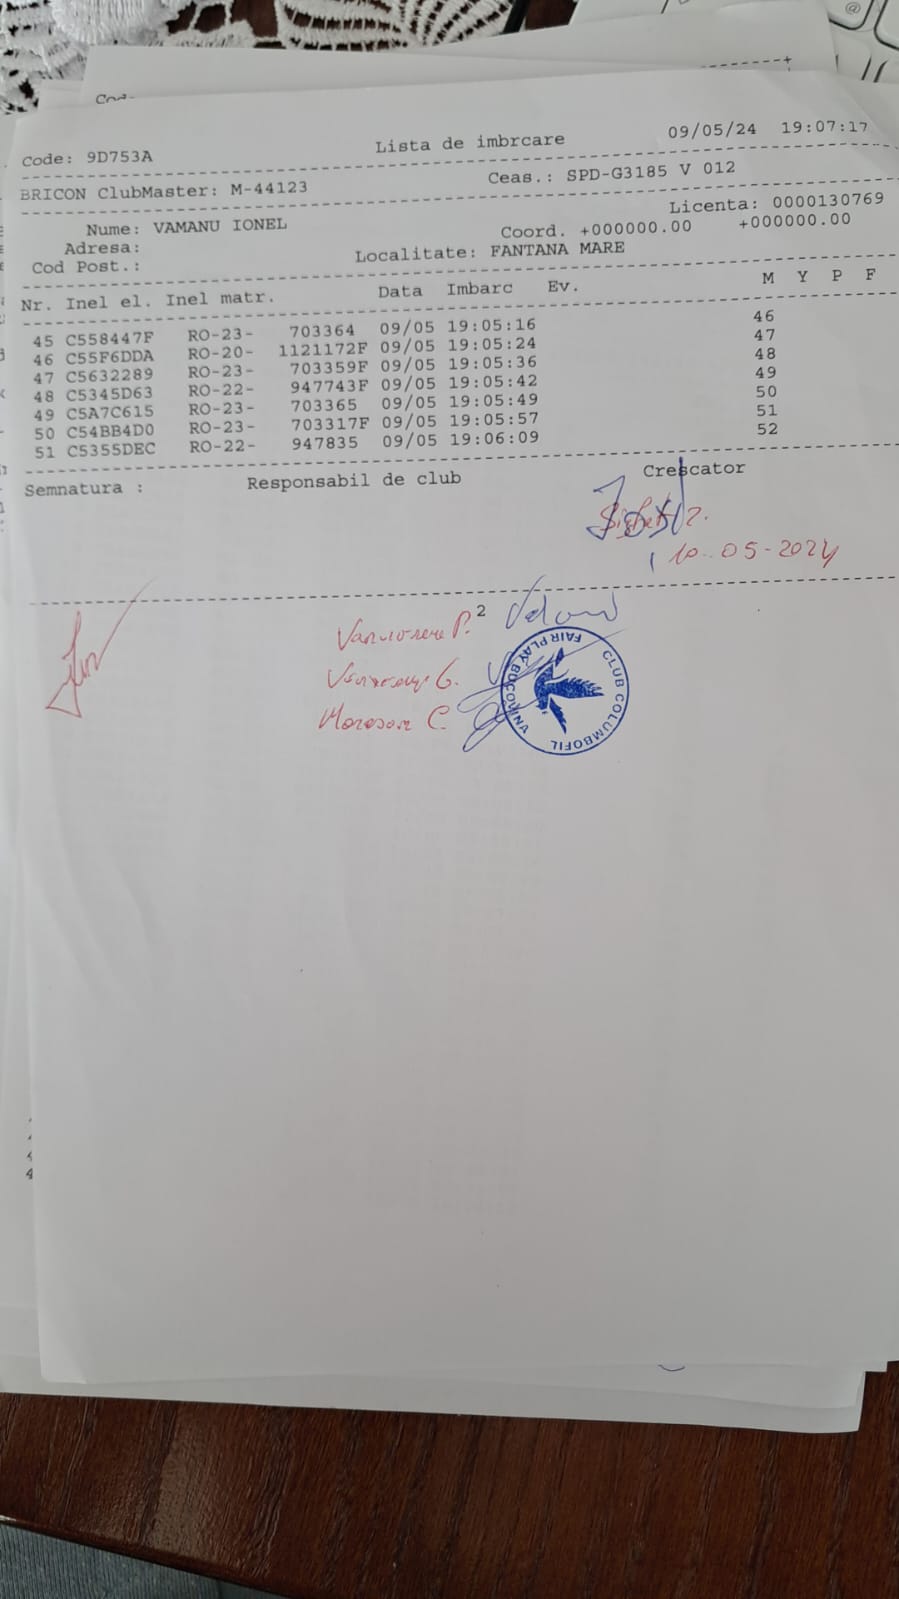 Cod
Code: 9D753A Lista de imbrcare 09/05/24 19:07:17
BRICON ClubMaster: M-44123 Ceas.: SPD-G3185 V 012
Nume: VAMANU IONEL Licenta: 0000130769
Adresa: Coord. +000000.00 +000000.00
Cod Post.: Localitate: FANTANA MARE
Nr. Inel el. Inel matr. Data Imbarc Ev. M Y P F
45 C558447F RO-23- 703364 09/05 19:05:16 46
46 C55F6DDA RO-20- 1121172F 09/05 19:05:24 47
47 C5632289 RO-23- 703359F 09/05 19:05:36 48
48 C5345D63 RO-22- 947743F 09/05 19:05:42 49
49 C5A7C615 RO-23- 703365 09/05 19:05:49 50
50 C54BB4D0 RO-23- 703317F 09/05 19:05:57 51
51 C5355DEC RO-22- 947835 09/05 19:06:09 52
Semnatura : Responsabil de club Crescator
10.05-2024
2
CLUB COLUMBOFIL
FAIR PLAY BUCOVINA